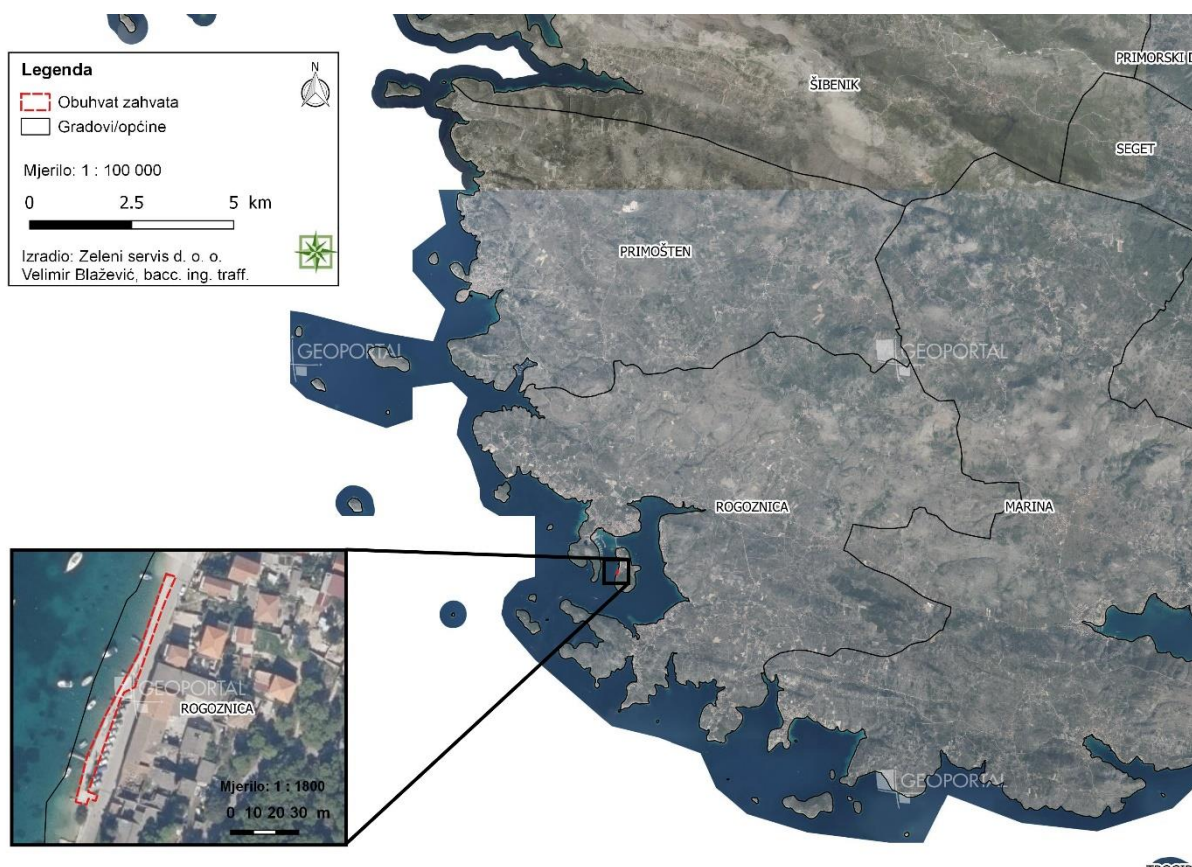 Legenda
N
Obuhvat zahvata
Gradovi/općine
Mjerilo: 1 : 100 000
0 2.5 5 km
Izradio: Zeleni servis d. o. o.
Velimir Blažević, bacc. ing. traff.
PRIMORSKI D
ŠIBENIK
SEGET
PRIMOŠTEN
GEOPORTAL
GEOPORTAL
ROGOZNICA
MARINA
GEOPORTAL
ROGOZNICA
Mjerilo: 1 : 1800
0 10 20 30 m
GEOPORTAL